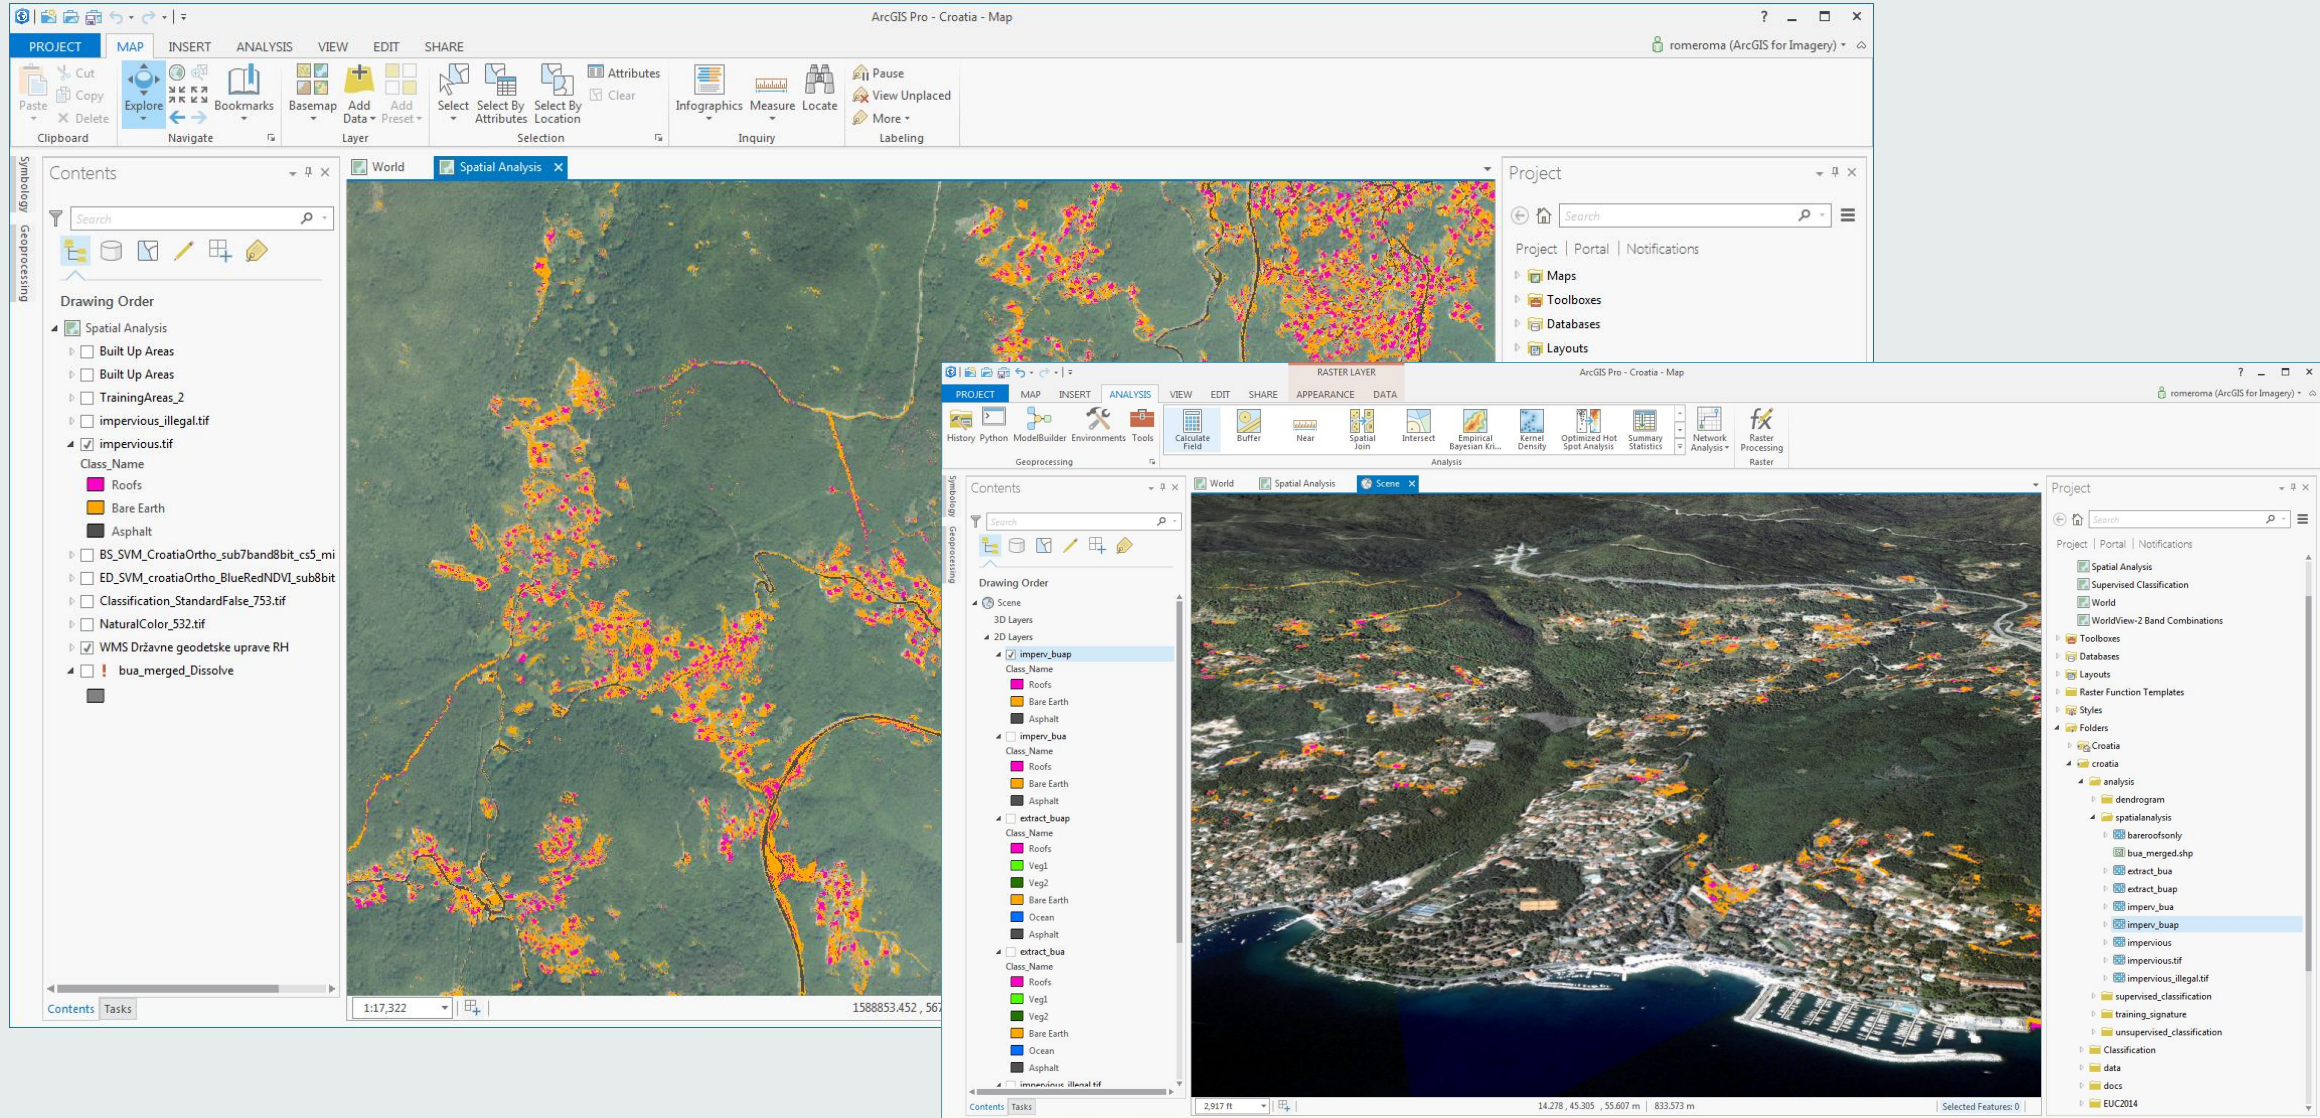 ArcGIS Pro - Croatia - Map
?
PROJECT MAP INSERT ANALYSIS VIEW EDIT SHARE
romeroma (ArcGIS for Imagery)
Paste
Cut
Copy
Delete
Clipboard
Explore
Bookmarks
Navigate
Basemap
Add Data
Add Preset
Layer
Select
Select By Attributes
Select By Location
Attributes
Clear
Selection
Infographics
Measure
Locate
Inquiry
Pause
View Unplaced
More
Labeling
Symbology
Geoprocessing
Contents
Search
Drawing Order
Spatial Analysis
Built Up Areas
Built Up Areas
TrainingAreas_2
impervious_illegal.tif
impervious.tif
Class_Name
Roofs
Bare Earth
Asphalt
BS_SVM_CroatiaOrtho_sub7band8bit_cs5_mi
ED_SVM_croatiaOrtho_BlueRedNDVI_sub8bit
Classification_StandardFalse_753.tif
NaturalColor_532.tif
WMS Državne geodetske uprave RH
! bua_merged_Dissolve
Contents Tasks
World
Spatial Analysis
1:17,322
1588853.452 , 567
Project
Search
Project | Portal | Notifications
Maps
Toolboxes
Databases
Layouts
RASTER LAYER
ArcGIS Pro - Croatia - Map
?
PROJECT MAP INSERT ANALYSIS VIEW EDIT SHARE APPEARANCE DATA
romeroma (ArcGIS for Imagery)
History Python ModelBuilder Environments Tools
Geoprocessing
Calculate Field
Buffer
Near
Spatial Join
Intersect
Empirical Bayesian Kri...
Kernel Density
Optimized Hot Spot Analysis
Summary Statistics
Analysis
Network Analysis
Raster Processing
Raster
Symbology
Geoprocessing
Contents
Search
Drawing Order
Scene
3D Layers
2D Layers
imperv_buap
Class_Name
Roofs
Bare Earth
Asphalt
imperv_bua
Class_Name
Roofs
Bare Earth
Asphalt
extract_buap
Class_Name
Roofs
Veg1
Veg2
Bare Earth
Ocean
Asphalt
extract_bua
Class_Name
Roofs
Veg1
Veg2
Bare Earth
Ocean
Asphalt
impervious_illegal.tif
Contents Tasks
World
Spatial Analysis
Scene
2,917 ft
14.278 , 45.305 , 55.607 m | 833.573 m
Selected Features: 0
Project
Search
Project | Portal | Notifications
Spatial Analysis
Supervised Classification
World
WorldView-2 Band Combinations
Toolboxes
Databases
Layouts
Raster Function Templates
Styles
Folders
Croatia
croatia
analysis
dendrogram
spatialanalysis
bareroofsonly
bua_merged.shp
extract_bua
extract_buap
imperv_bua
imperv_buap
impervious
impervious.tif
impervious_illegal.tif
supervised_classification
training_signature
unsupervised_classification
Classification
data
docs
EUC2014